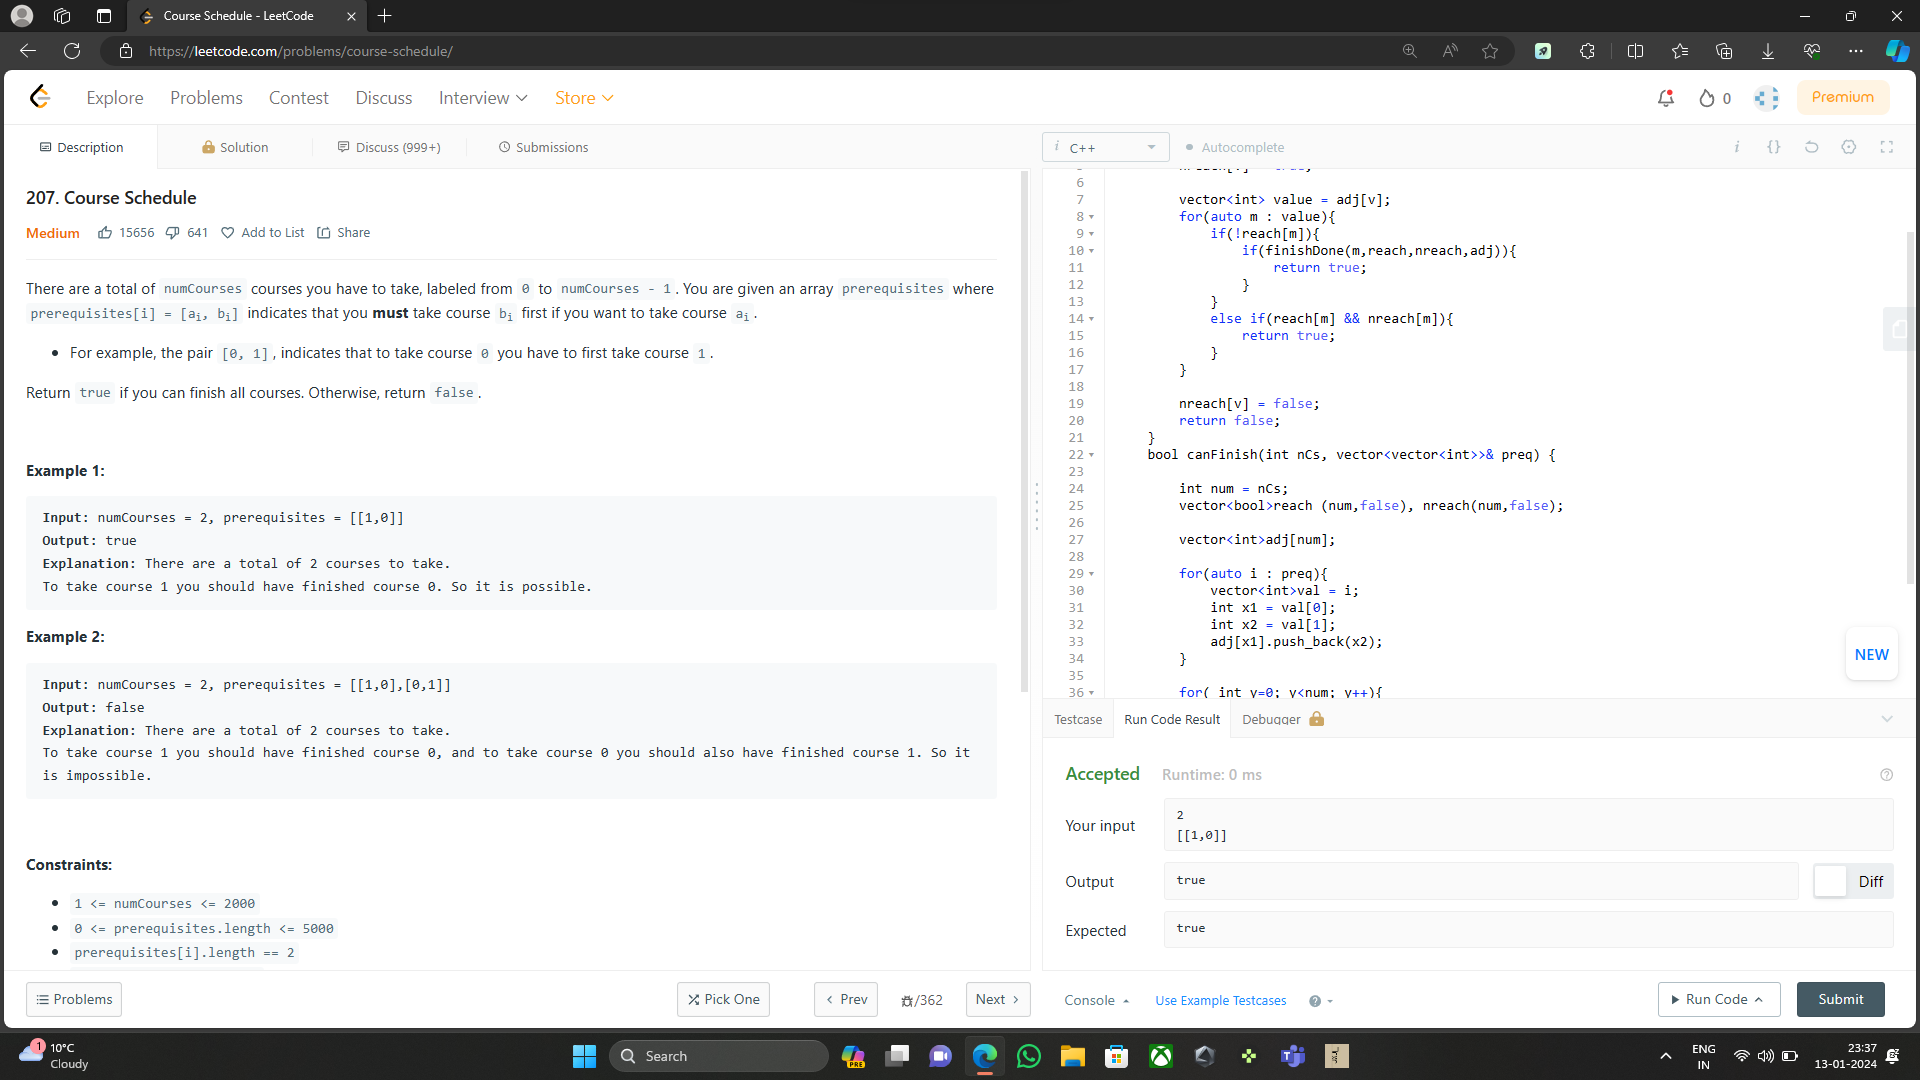 Course Schedule - LeetCode
https://leetcode.com/problems/course-schedule/
Explore Problems Contest Discuss Interview Store
0
Premium
Description Solution Discuss (999+) Submissions
207. Course Schedule
Medium 15656 641 Add to List Share
There are a total of numCourses courses you have to take, labeled from 0 to numCourses - 1. You are given an array prerequisites where
prerequisites[i] = [ai, bi] indicates that you must take course bi first if you want to take course ai.
• For example, the pair [0, 1], indicates that to take course 0 you have to first take course 1.
Return true if you can finish all courses. Otherwise, return false.
Example 1:
Input: numCourses = 2, prerequisites = [[1,0]]
Output: true
Explanation: There are a total of 2 courses to take.
To take course 1 you should have finished course 0. So it is possible.
Example 2:
Input: numCourses = 2, prerequisites = [[1,0],[0,1]]
Output: false
Explanation: There are a total of 2 courses to take.
To take course 1 you should have finished course 0, and to take course 0 you should also have finished course 1. So it
is impossible.
Constraints:
• 1 <= numCourses <= 2000
• 0 <= prerequisites.length <= 5000
• prerequisites[i].length == 2
Problems Pick One Prev /362 Next
i C++ Autocomplete
i {}
6
7 vector<int> value = adj[v];
8 for(auto m : value){
9 if(!reach[m]){
10 if(finishDone(m,reach,nreach,adj)){
11 return true;
12 }
13 }
14 else if(reach[m] && nreach[m]){
15 return true;
16 }
17 }
18
19 nreach[v] = false;
20 return false;
21 }
22 bool canFinish(int nCs, vector<vector<int>>& preq) {
23
24 int num = nCs;
25 vector<bool>reach (num,false), nreach(num,false);
26
27 vector<int>adj[num];
28
29 for(auto i : preq){
30 vector<int>val = i;
31 int x1 = val[0];
32 int x2 = val[1];
33 adj[x1].push_back(x2);
34 }
35
36 for( int v=0; v<num; v++){
NEW
Testcase Run Code Result Debugger
Accepted Runtime: 0 ms
Your input
2
[[1,0]]
Output true Diff
Expected true
Console Use Example Testcases Run Code Submit
1
10°C
Cloudy
Search
PRE
ENG
IN
23:37
13-01-2024